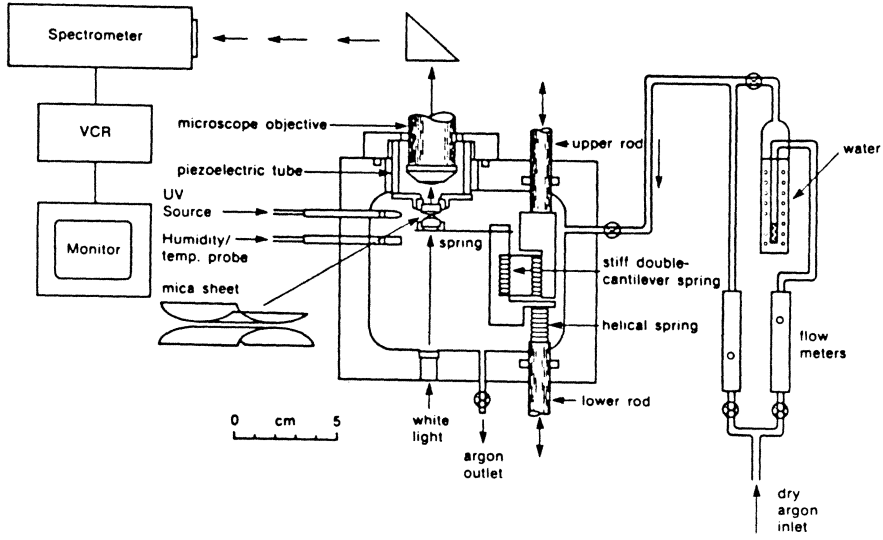 Spectrometer
VCR
Monitor
microscope objective
piezoelectric tube
UV
Source
Humidity/
temp. probe
mica sheet
spring
upper rod
water
stiff double-
cantilever spring
helical spring
flow
meters
lower rod
0 cm 5
white
light
argon
outlet
dry
argon
inlet